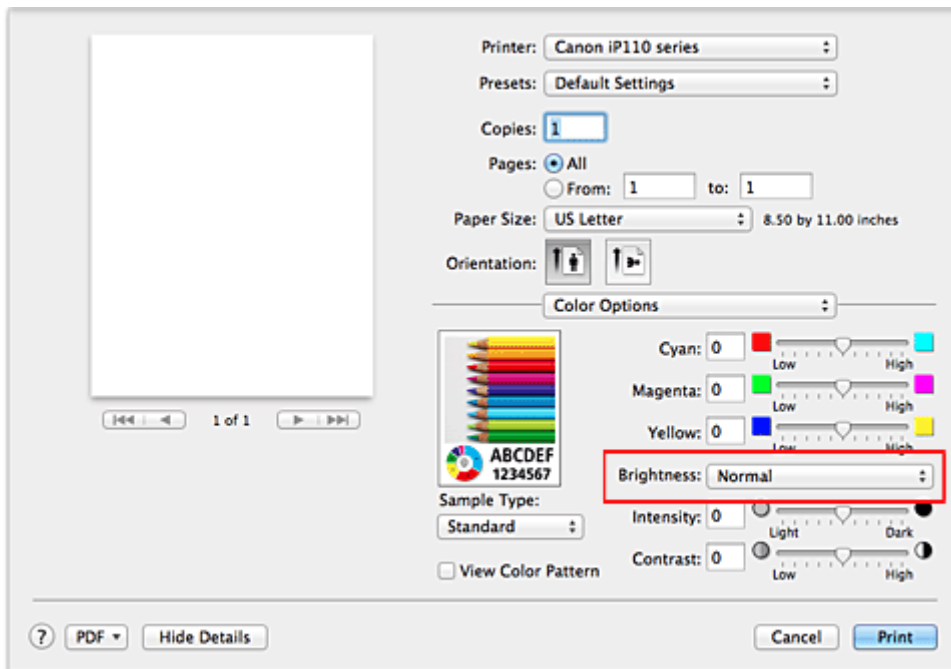 Printer: Canon iP110 series
Presets: Default Settings
Copies: 1
Pages: All
From: 1 to: 1
Paper Size: US Letter 8.50 by 11.00 inches
Orientation:
Color Options
1 of 1
ABCDEF
1234567
Sample Type:
Standard
View Color Pattern
Cyan: 0
Low High
Magenta: 0
Low High
Yellow: 0
Low High
Brightness: Normal
Intensity: 0
Light Dark
Contrast: 0
Low High
? PDF Hide Details Cancel Print